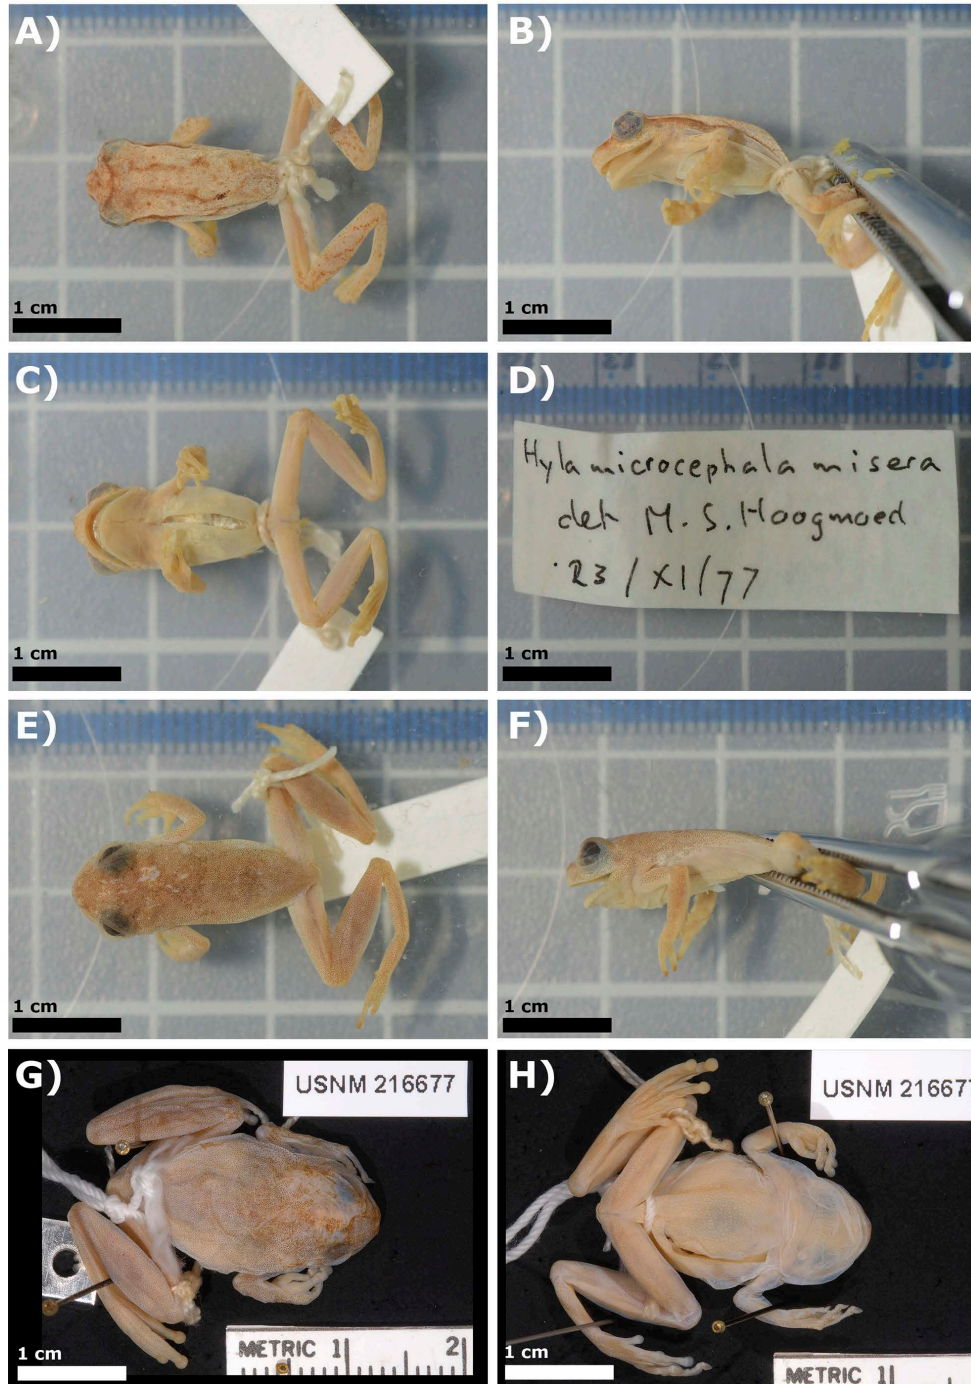 A)
B)
1 cm
1 cm
C)
D)
Hyla microcephala misera
det M. S. Hoogmoed
23/XI/77
1 cm
1 cm
E)
F)
1 cm
1 cm
G)
USNM 216677
H)
USNM 216677
1 cm
METRIC 1 2
1 cm
METRIC 1